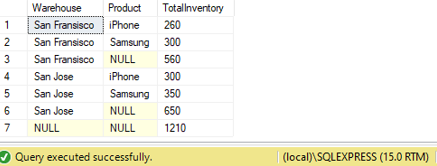 Warehouse Product TotalInventory
1 San Fransisco iPhone 260
2 San Fransisco Samsung 300
3 San Fransisco NULL 560
4 San Jose iPhone 300
5 San Jose Samsung 350
6 San Jose NULL 650
7 NULL NULL 1210
Query executed successfully. (local)\SQLEXPRESS (15.0 RTM)